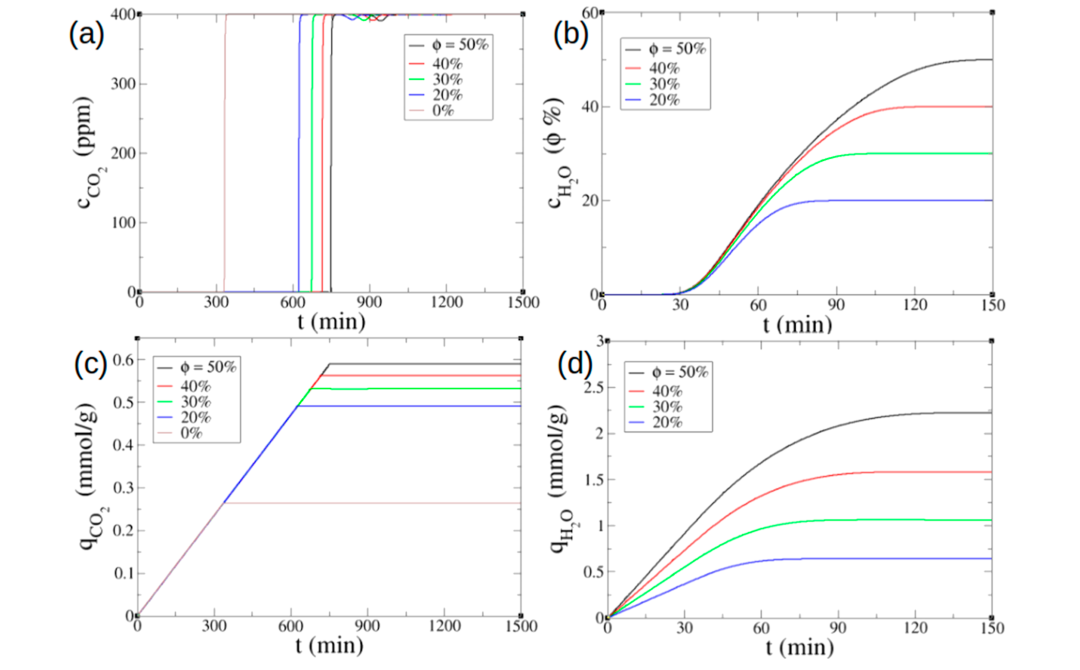 (a)
c_CO₂ (ppm)
400
300
200
100
0
ϕ = 50%
40%
30%
20%
0%
0 300 600 900 1200 1500
t (min)
(b)
c_H₂O (ϕ %)
60
40
20
0
ϕ = 50%
40%
30%
20%
0 30 60 90 120 150
t (min)
(c)
q_CO₂ (mmol/g)
0.6
0.5
0.4
0.3
0.2
0.1
0
ϕ = 50%
40%
30%
20%
0%
0 300 600 900 1200 1500
t (min)
(d)
q_H₂O (mmol/g)
3
2.5
2
1.5
1
0.5
0
ϕ = 50%
40%
30%
20%
0 30 60 90 120 150
t (min)